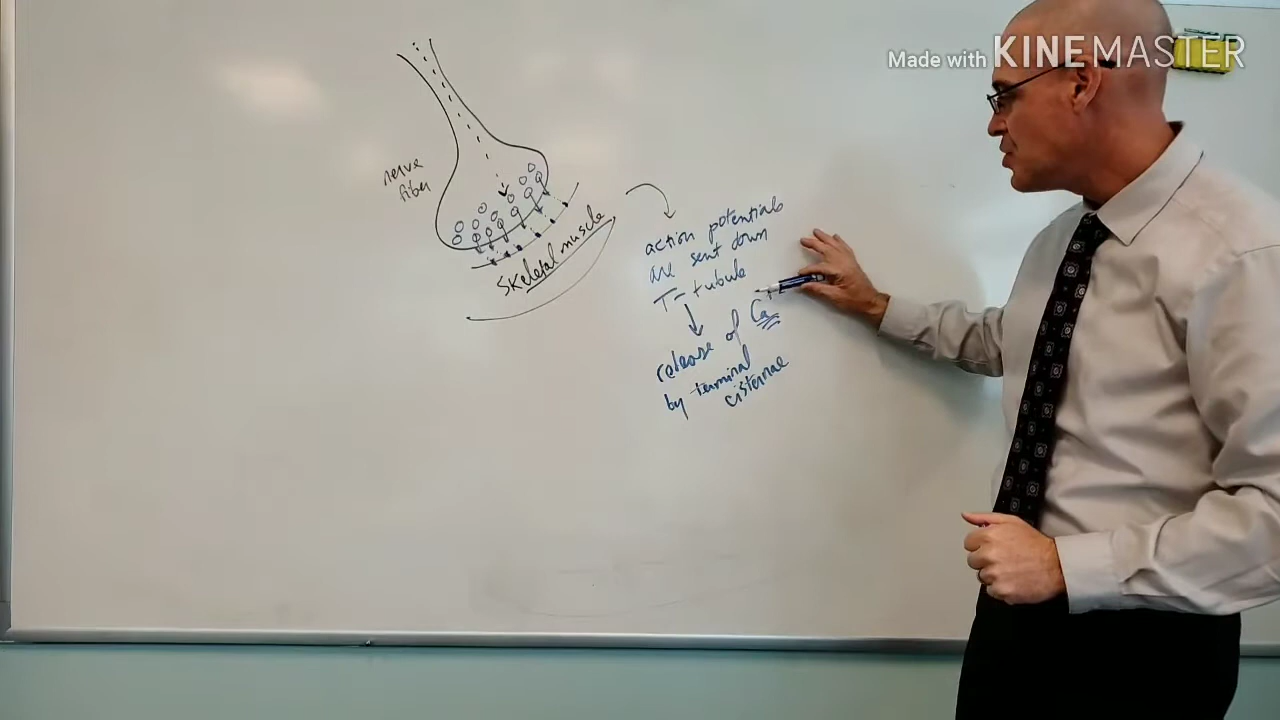 Made with KINEMASTER
nerve
fiber
skeletal muscle
action potentials
are sent down
T-tubule
release of Ca+
by terminal
cisternae